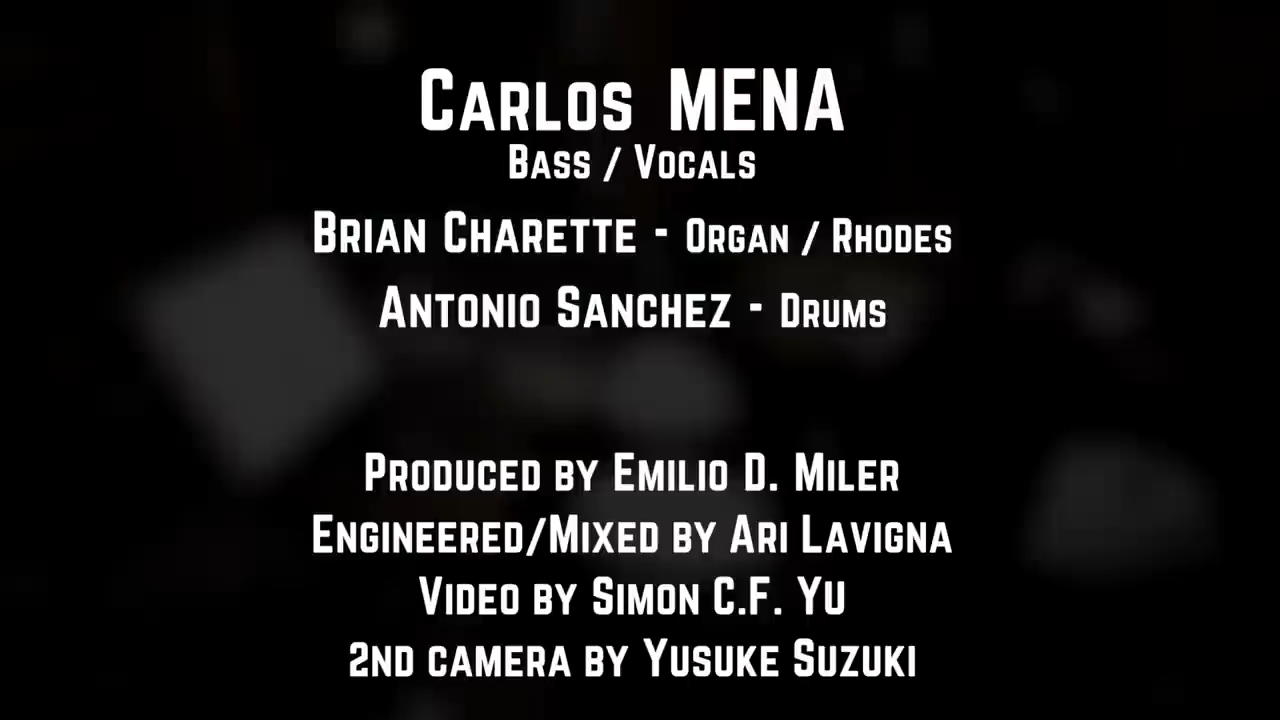 Carlos MENA
Bass / Vocals
Brian Charette - Organ / Rhodes
Antonio Sanchez - Drums
Produced by Emilio D. Miler
Engineered/Mixed by Ari Lavigna
Video by Simon C.F. Yu
2nd camera by Yusuke Suzuki